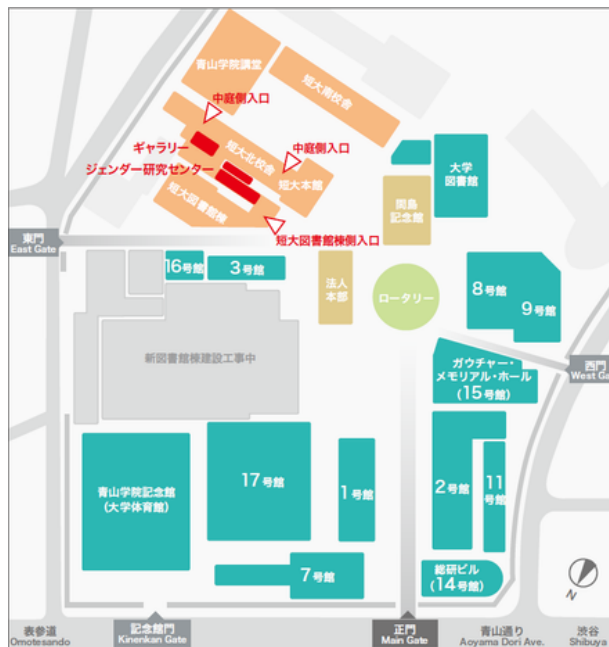 青山学院講堂
短大南校舎
中庭側入口
ギャラリー
短大北校舎
中庭側入口
ジェンダー研究センター
短大本館
短大図書館棟
短大図書館棟側入口
大学
図書館
間島
記念館
東門
East Gate
16号館
3号館
法人
本部
ロータリー
8号館
9号館
新図書館棟建設工事中
ガウチャー・
メモリアル・ホール
(15号館)
西門
West Ga
青山学院記念館
(大学体育館)
17号館
1号館
2号館
11号館
7号館
総研ビル
(14号館)
N
表参道
Omotesando
記念館門
Kinenkan Gate
正門
Main Gate
青山通り
Aoyama Dori Ave.
渋谷
Shibuya